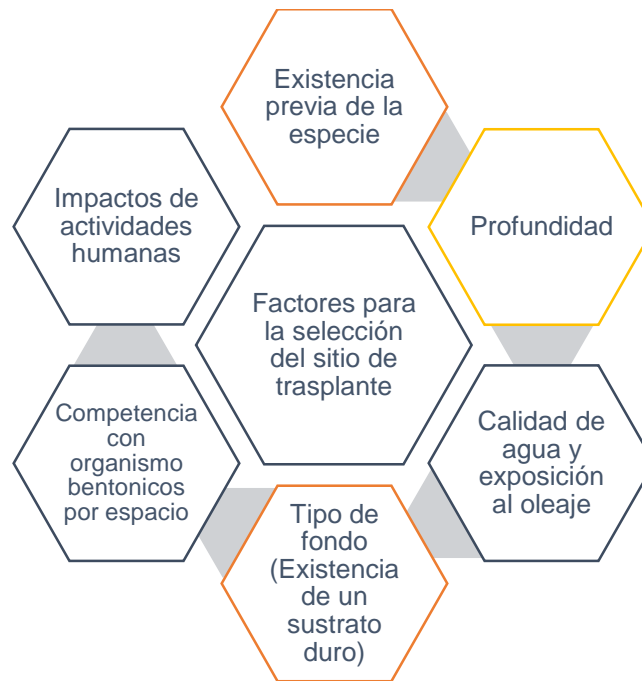 Existencia
previa de la
especie
Profundidad
Calidad de
agua y
exposición
al oleaje
Tipo de
fondo
(Existencia
de un
sustrato
duro)
Competencia
con
organismo
bentonicos
por espacio
Impactos de
actividades
humanas
Factores para
la selección
del sitio de
trasplante